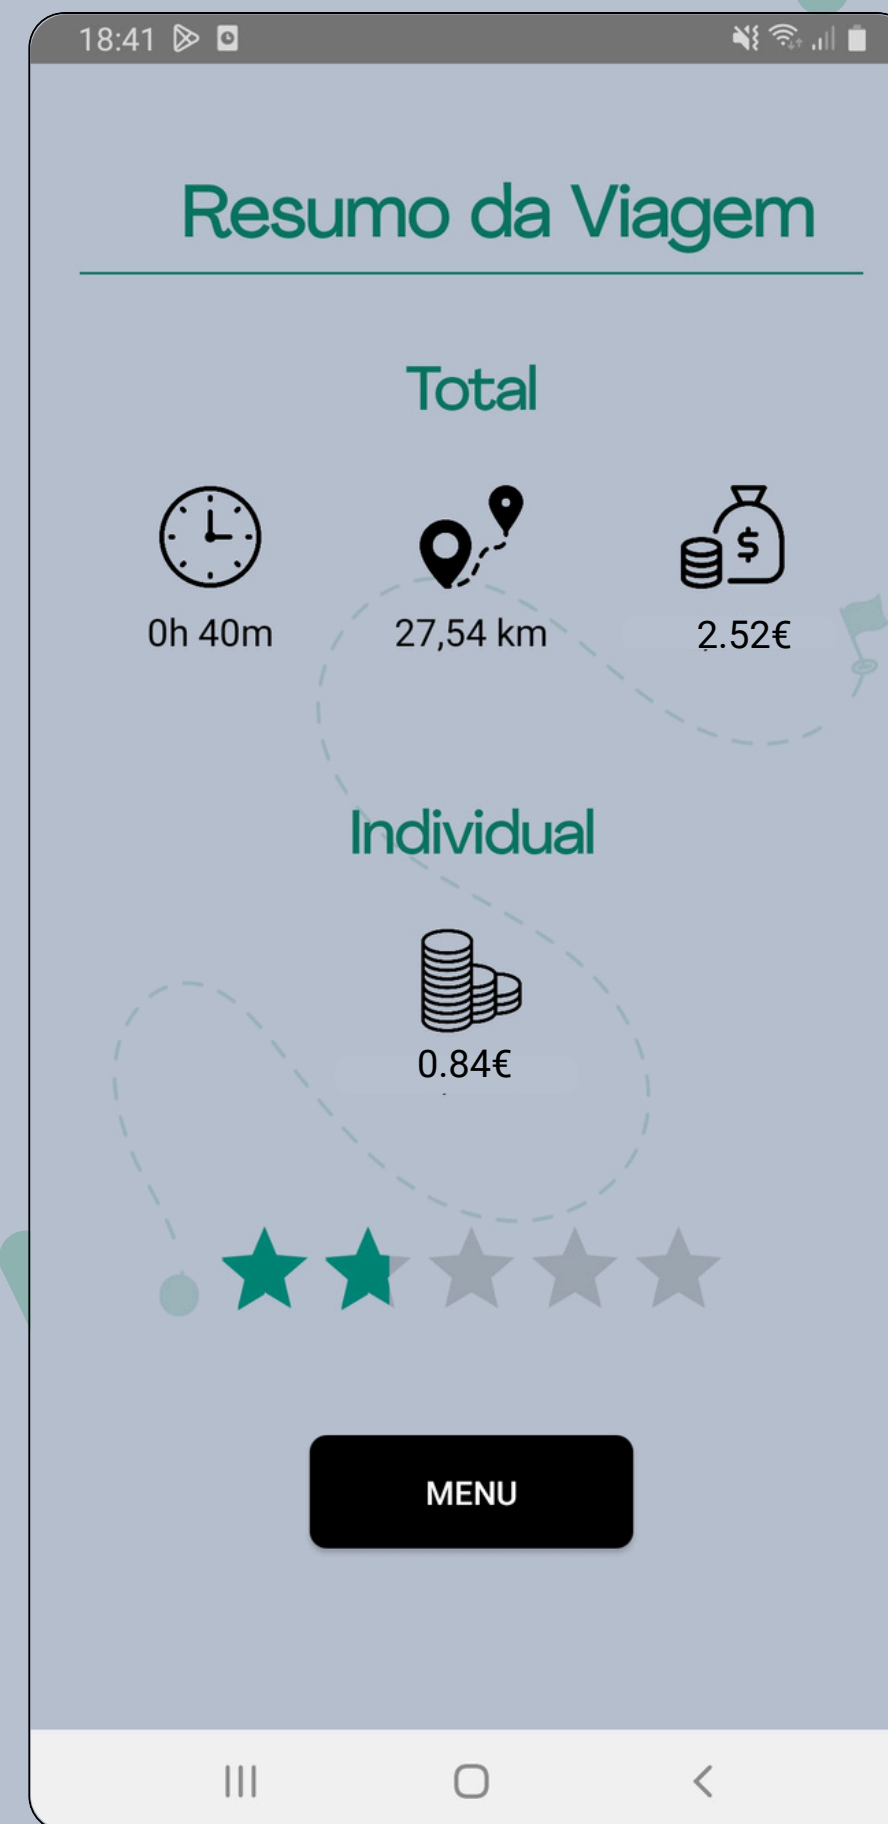 18:41
Resumo da Viagem
Total
$
0h 40m 27,54 km 2.52€
Individual
0.84€
MENU